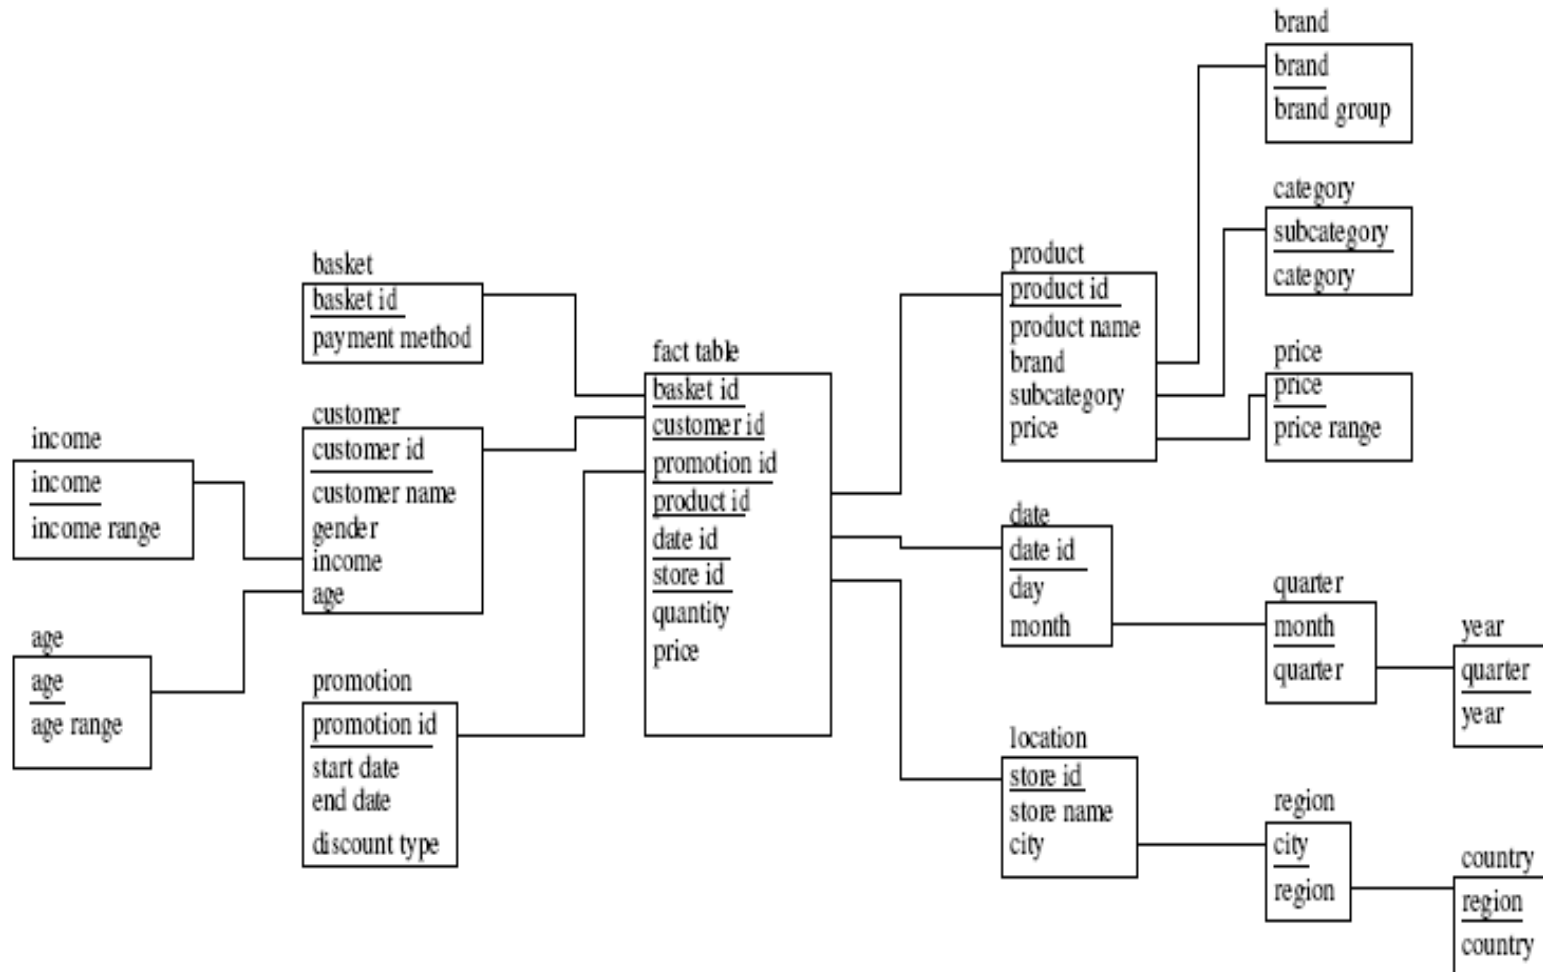 brand
brand
brand group
category
subcategory
category
price
price
price range
product
product id
product name
brand
subcategory
price
basket
basket id
payment method
fact table
basket id
customer id
promotion id
product id
date id
store id
quantity
price
customer
customer id
customer name
gender
income
age
income
income
income range
age
age
age range
promotion
promotion id
start date
end date
discount type
date
date id
day
month
quarter
month
quarter
year
quarter
year
location
store id
store name
city
region
city
region
country
region
country